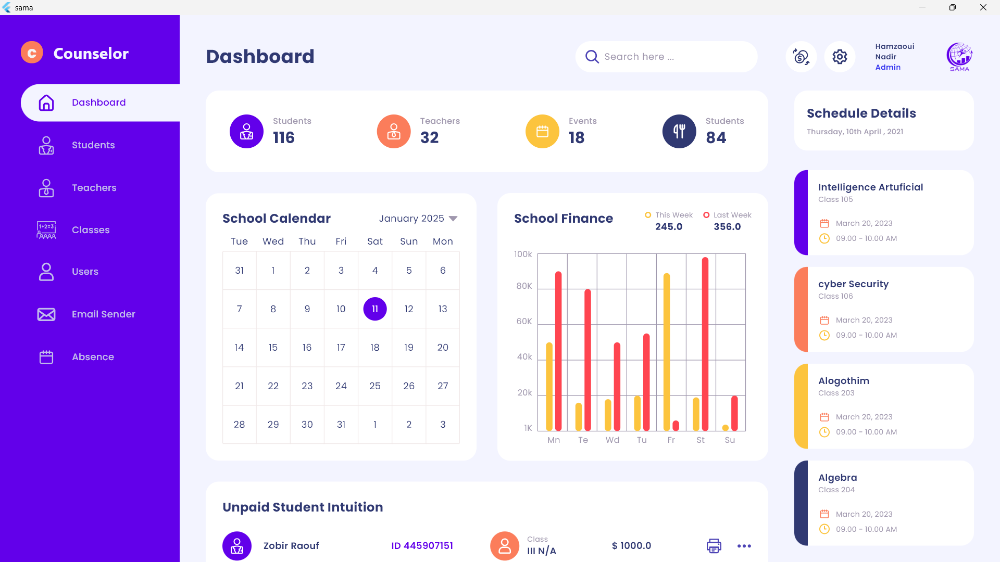 sama
C Counselor
Dashboard
Students
Teachers
1+2=3
Classes
Users
Email Sender
Absence
Dashboard
Search here ...
Hamzaoui
Nadir
Admin
SAMA
Students
116
Teachers
32
Events
18
Students
84
School Calendar
January 2025
Tue Wed Thu Fri Sat Sun Mon
31 1 2 3 4 5 6
7 8 9 10 11 12 13
14 15 16 17 18 19 20
21 22 23 24 25 26 27
28 29 30 31 1 2 3
School Finance
This Week
245.0
Last Week
356.0
100k
80K
60K
40k
20k
1K
Mn Te Wd Tu Fr St Su
Unpaid Student Intuition
Zobir Raouf
ID 445907151
Class
III N/A
$ 1000.0
Schedule Details
Thursday, 10th April , 2021
Intelligence Artuficial
Class 105
March 20, 2023
09.00 - 10.00 AM
cyber Security
Class 106
March 20, 2023
09.00 - 10.00 AM
Alogothim
Class 203
March 20, 2023
09.00 - 10.00 AM
Algebra
Class 204
March 20, 2023
09.00 - 10.00 AM